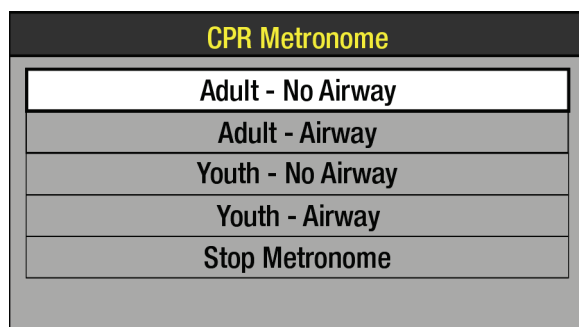 CPR Metronome
Adult - No Airway
Adult - Airway
Youth - No Airway
Youth - Airway
Stop Metronome